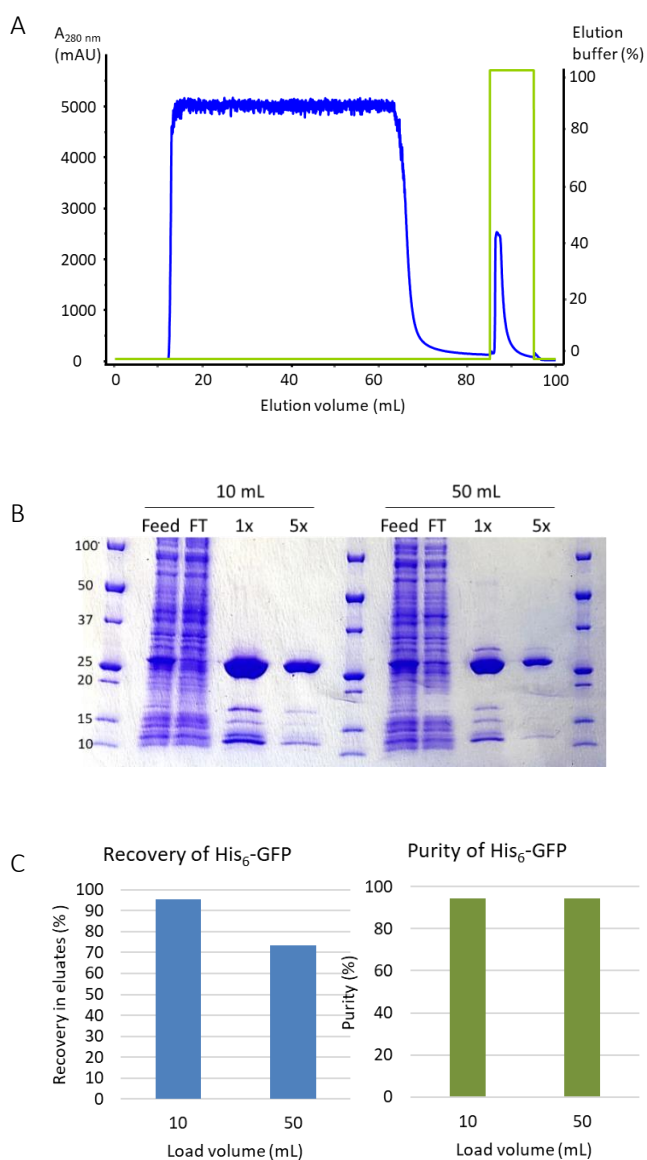 A
A280 nm
(mAU)
Elution
buffer (%)
5000
4000
3000
2000
1000
0
100
80
60
40
20
0
0 20 40 60 80 100
Elution volume (mL)
B
10 mL 50 mL
Feed FT 1x 5x Feed FT 1x 5x
100
50
37
25
20
15
10
C
Recovery of His6-GFP
Recovery in eluates (%)
100
90
80
70
60
50
40
30
20
10
0
10 50
Load volume (mL)
Purity of His6-GFP
Purity (%)
100
80
60
40
20
0
10 50
Load volume (mL)